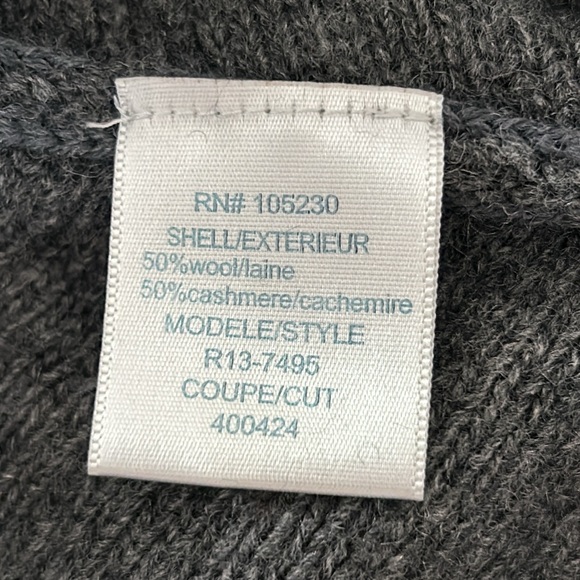 RN# 105230
SHELL/EXTERIEUR
50%wool/laine
50%cashmere/cachemire
MODELE/STYLE
R13-7495
COUPE/CUT
400424